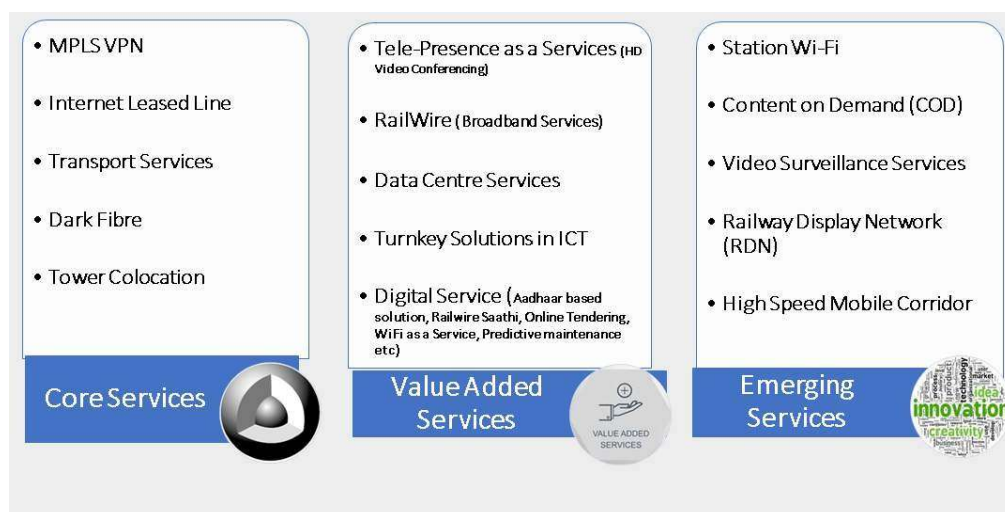 • MPLS VPN
• Internet Leased Line
• Transport Services
• Dark Fibre
• Tower Colocation
Core Services
• Tele-Presence as a Services (HD
Video Conferencing)
• RailWire (Broadband Services)
• Data Centre Services
• Turnkey Solutions in ICT
• Digital Service (Aadhaar based
solution, Railwire Saathi, Online Tendering,
WiFi as a Service, Predictive maintenance
etc)
Value Added
Services
VALUE ADDED
SERVICES
• Station Wi-Fi
• Content on Demand (COD)
• Video Surveillance Services
• Railway Display Network
(RDN)
• High Speed Mobile Corridor
Emerging
Services
technology
market
idea
innovation
creativity
business